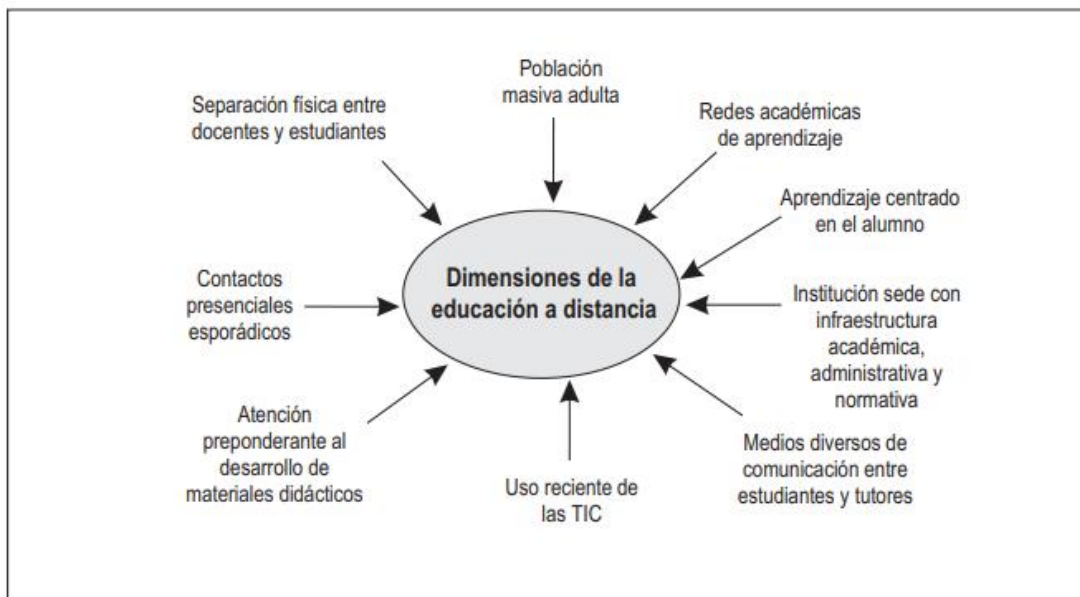 Población
masiva adulta
Separación física entre
docentes y estudiantes
Redes académicas
de aprendizaje
Aprendizaje centrado
en el alumno
Dimensiones de la
educación a distancia
Contactos
presenciales
esporádicos
Institución sede con
infraestructura
académica,
administrativa y
normativa
Atención
preponderante al
desarrollo de
materiales didácticos
Uso reciente de
las TIC
Medios diversos de
comunicación entre
estudiantes y tutores